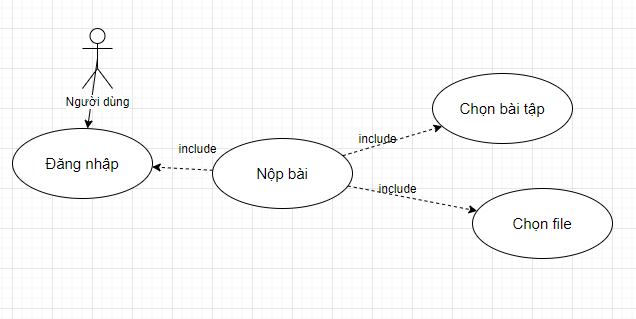 Người dùng
Đăng nhập
include
Nộp bài
include
Chọn bài tập
include
Chọn file